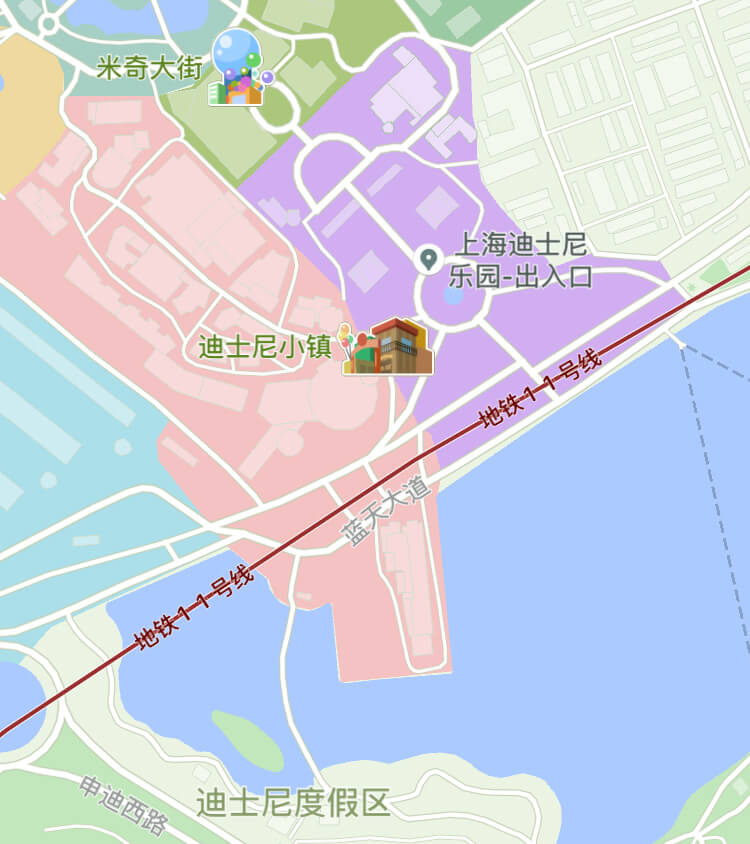 米奇大街
上海迪士尼
乐园-出入口
迪士尼小镇
地铁11号线
蓝天大道
地铁11号线
申迪西路
迪士尼度假区